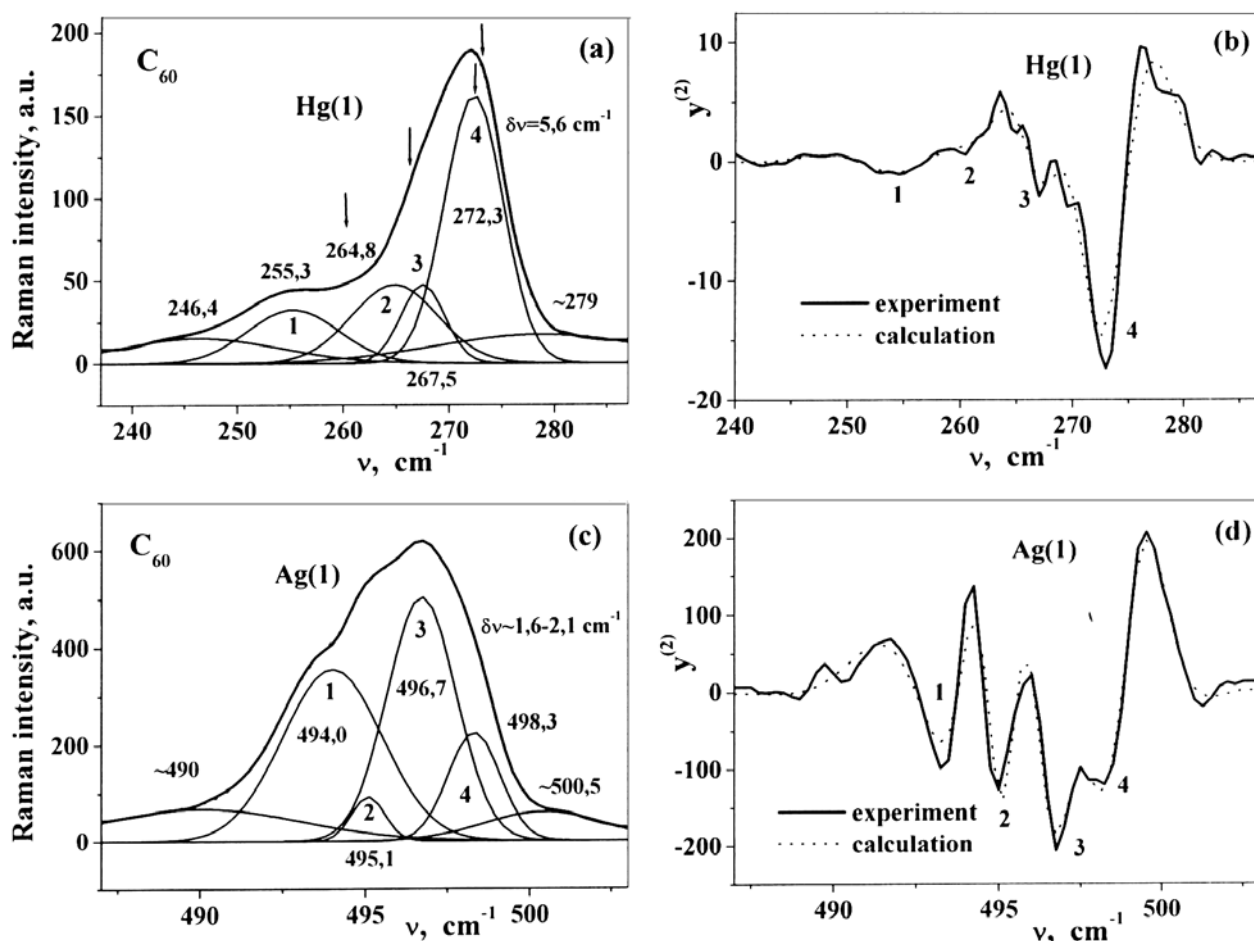 (a)
C60
Hg(1)
δν=5,6 cm-1
4
272,3
264,8
3
255,3
246,4
~279
2
1
267,5
200
150
100
50
0
Raman intensity, a.u.
240 250 260 270 280
ν, cm-1
(b)
Hg(1)
10
0
-10
-20
y(2)
1
2
3
4
experiment
calculation
240 250 260 270 280
ν, cm-1
(c)
C60
Ag(1)
δν~1,6-2,1 cm-1
3
1
496,7
494,0
498,3
~490
~500,5
4
2
495,1
600
400
200
0
Raman intensity, a.u.
490 495 500
ν, cm-1
(d)
Ag(1)
200
100
0
-100
-200
y(2)
1
2
3
4
experiment
calculation
490 495 500
ν, cm-1